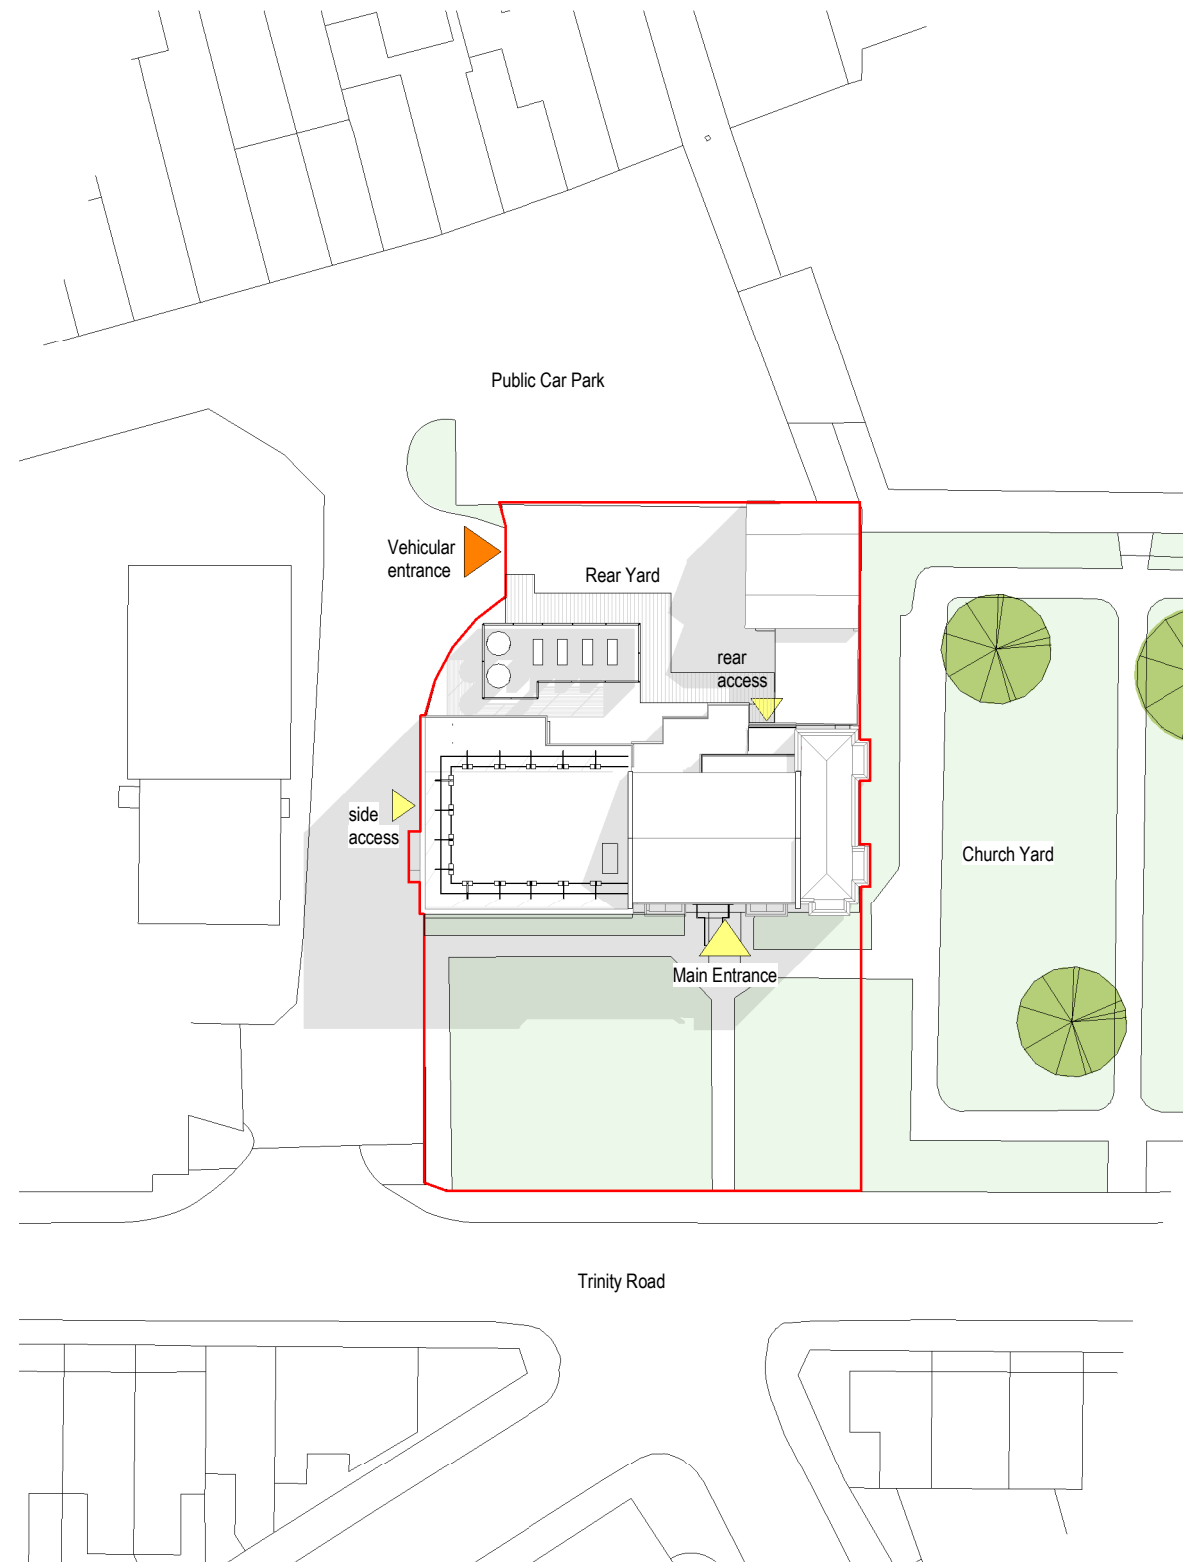 Public Car Park
Vehicular
entrance
Rear Yard
rear
access
side
access
Church Yard
Main Entrance
Trinity Road